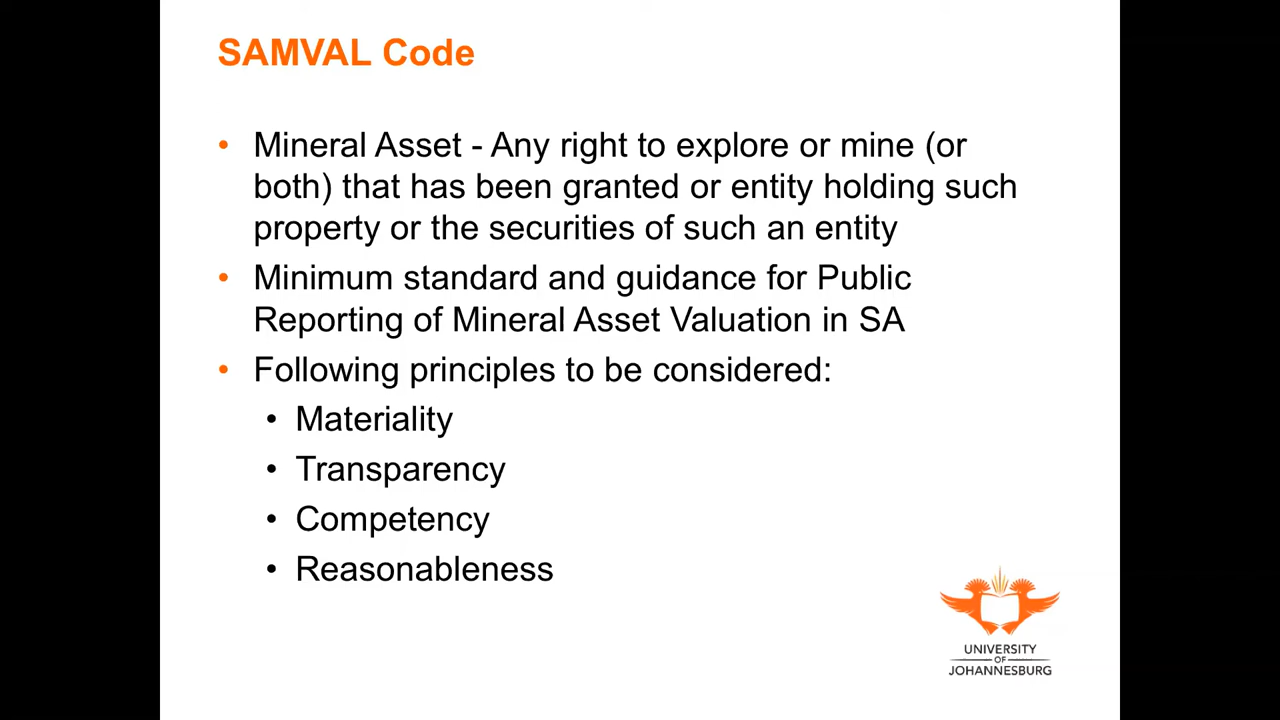 SAMVAL Code
• Mineral Asset - Any right to explore or mine (or
both) that has been granted or entity holding such
property or the securities of such an entity
• Minimum standard and guidance for Public
Reporting of Mineral Asset Valuation in SA
• Following principles to be considered:
• Materiality
• Transparency
• Competency
• Reasonableness
UNIVERSITY
OF
JOHANNESBURG